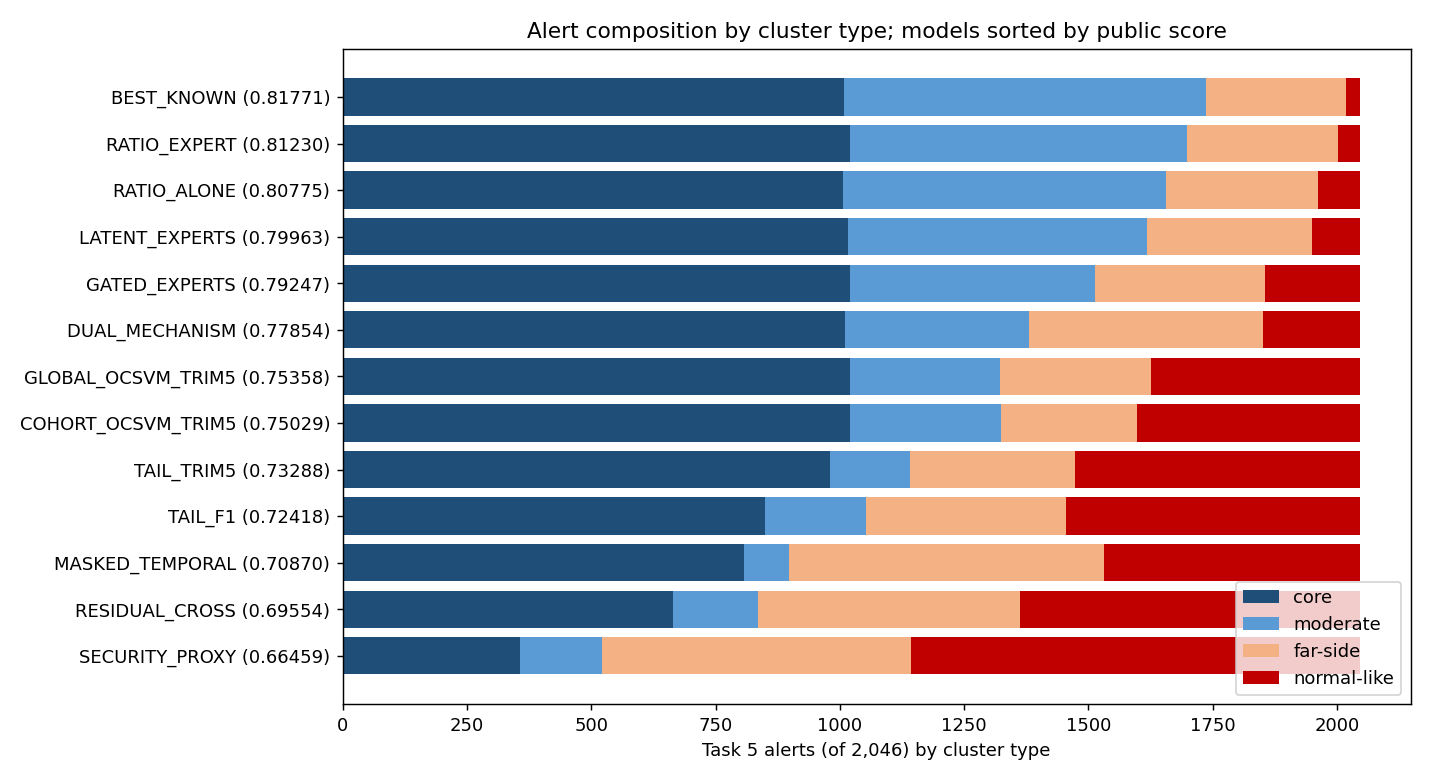 Alert composition by cluster type; models sorted by public score
BEST_KNOWN (0.81771)
RATIO_EXPERT (0.81230)
RATIO_ALONE (0.80775)
LATENT_EXPERTS (0.79963)
GATED_EXPERTS (0.79247)
DUAL_MECHANISM (0.77854)
GLOBAL_OCSVM_TRIM5 (0.75358)
COHORT_OCSVM_TRIM5 (0.75029)
TAIL_TRIM5 (0.73288)
TAIL_F1 (0.72418)
MASKED_TEMPORAL (0.70870)
RESIDUAL_CROSS (0.69554)
SECURITY_PROXY (0.66459)
core
moderate
far-side
normal-like
0 250 500 750 1000 1250 1500 1750 2000
Task 5 alerts (of 2,046) by cluster type